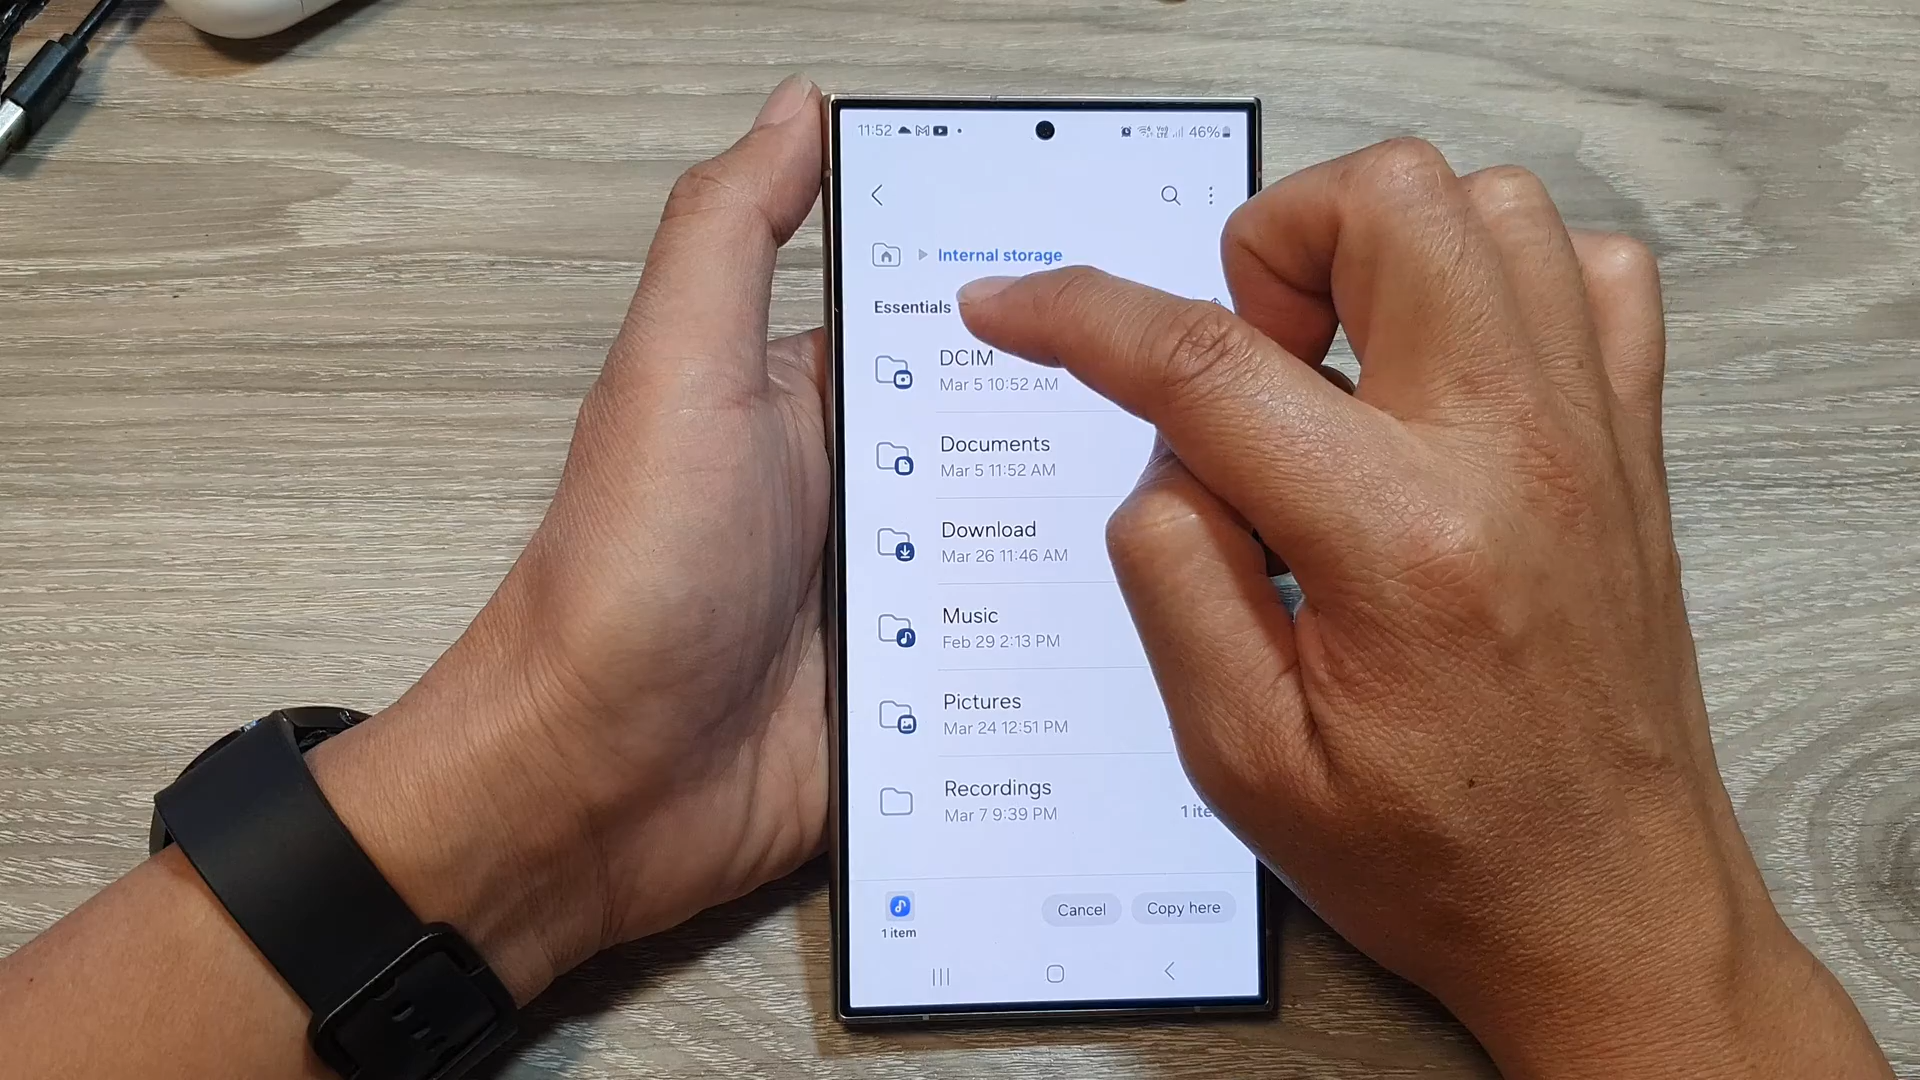 11:52 46%
Internal storage
Essentials
DCIM
Mar 5 10:52 AM
Documents
Mar 5 11:52 AM
Download
Mar 26 11:46 AM
Music
Feb 29 2:13 PM
Pictures
Mar 24 12:51 PM
Recordings
Mar 7 9:39 PM
1 ite
1 item
Cancel
Copy here